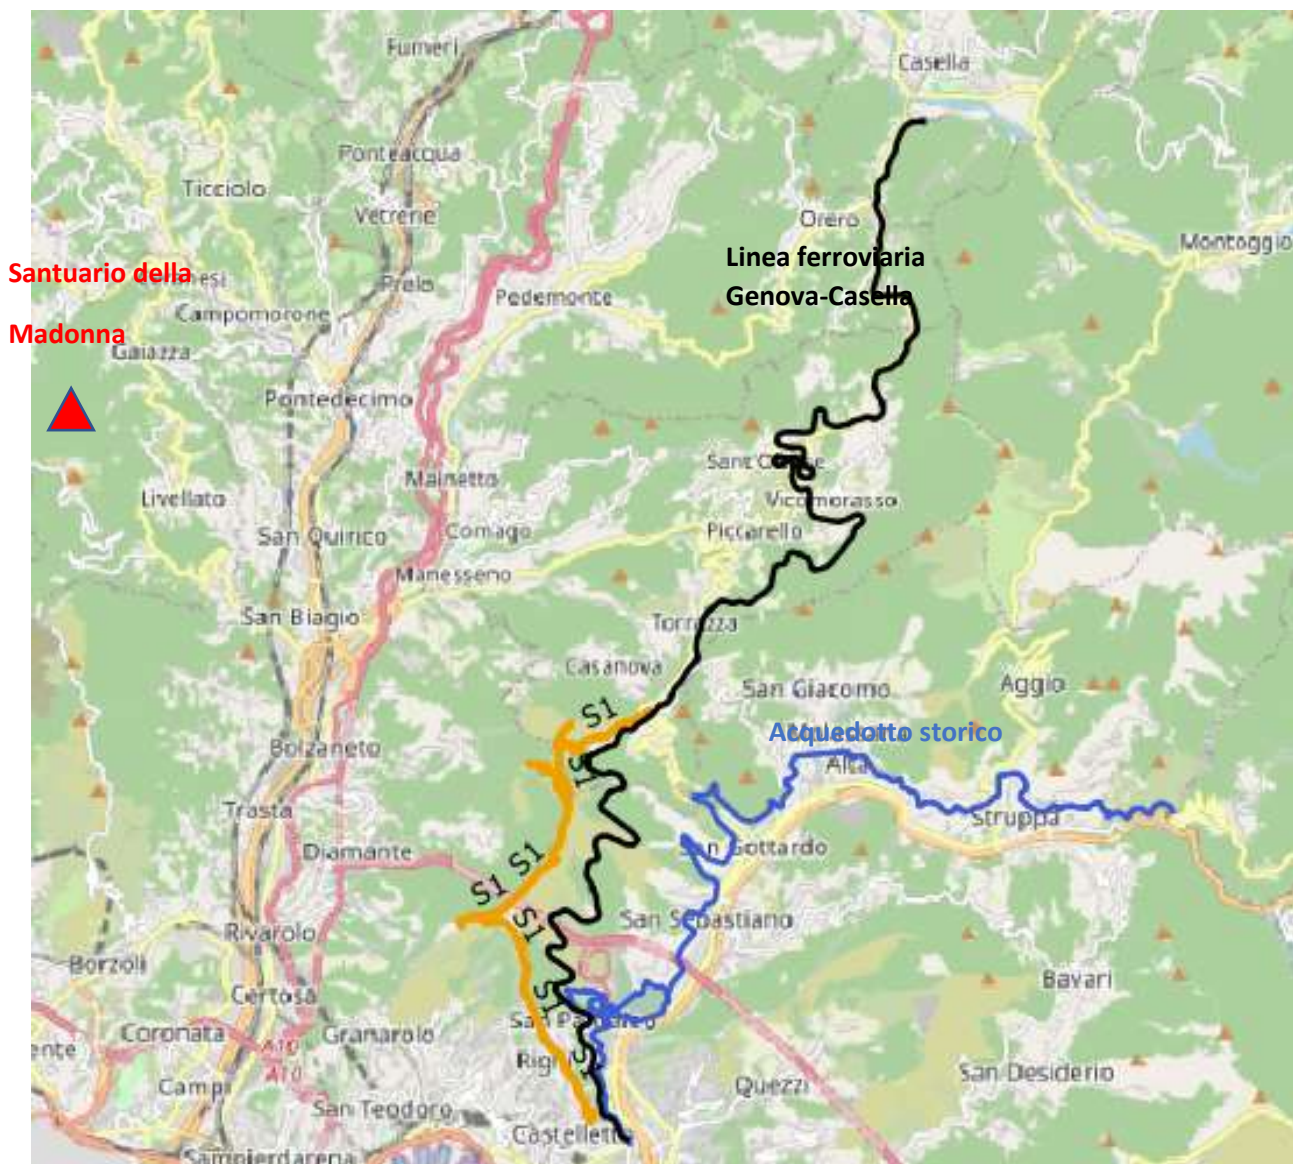 Fumeri
Casella
Ponteacqua
Ticciolo
Vetrerie
Orero
Montoggio
Linea ferroviaria
Genova-Casella
Santuario della
Madonna
Prelo
Pedemonte
Campomorone
Gaiazza
Pontedecimo
Mainetto
Livellato
Vicomorasso
San Quirico
Comago
Piccarello
Manesseno
San Biagio
Torrazza
Casanova
San Giacomo
Aggio
S1
Acquedotto storico
Alta
Bolzaneto
S1
Trasta
Struppa
Diamante
San Gottardo
S1
S1
San Sebastiano
Rivarolo
S1
Borzoli
Bavari
Certosa
S1
Coronata
Granarolo
A10
A10
Campi
S1
Quezzi
San Desiderio
San Teodoro
Castelletto
Sampierdarena